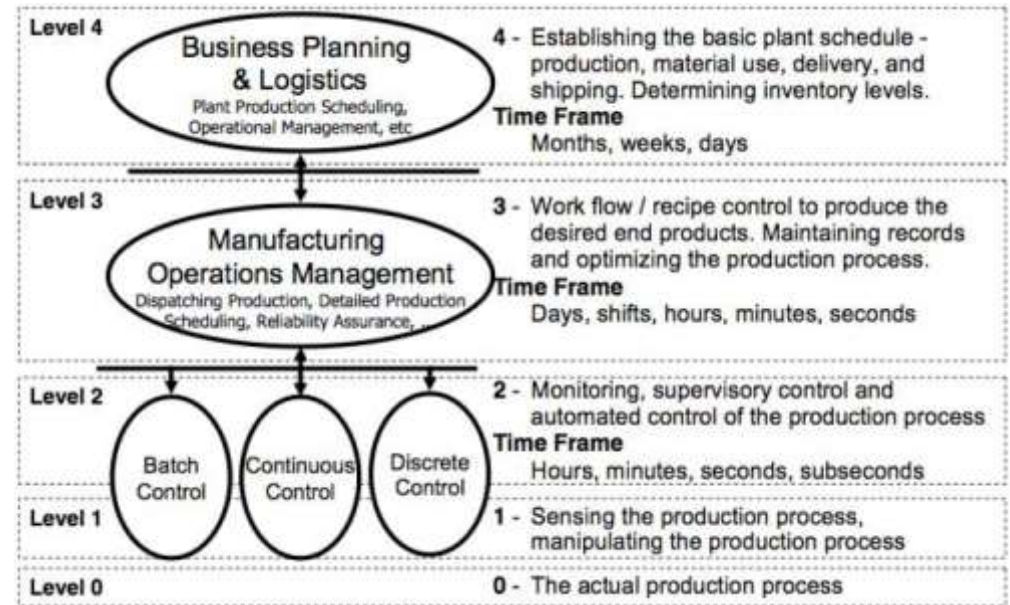 Level 4
Business Planning
& Logistics
Plant Production Scheduling,
Operational Management, etc
4 - Establishing the basic plant schedule -
production, material use, delivery, and
shipping. Determining inventory levels.
Time Frame
Months, weeks, days
Level 3
Manufacturing
Operations Management
Dispatching Production, Detailed Production
Scheduling, Reliability Assurance, ...
3 - Work flow / recipe control to produce the
desired end products. Maintaining records
and optimizing the production process.
Time Frame
Days, shifts, hours, minutes, seconds
Level 2
Batch
Control
Continuous
Control
Discrete
Control
2 - Monitoring, supervisory control and
automated control of the production process
Time Frame
Hours, minutes, seconds, subseconds
Level 1
1 - Sensing the production process,
manipulating the production process
Level 0
0 - The actual production process